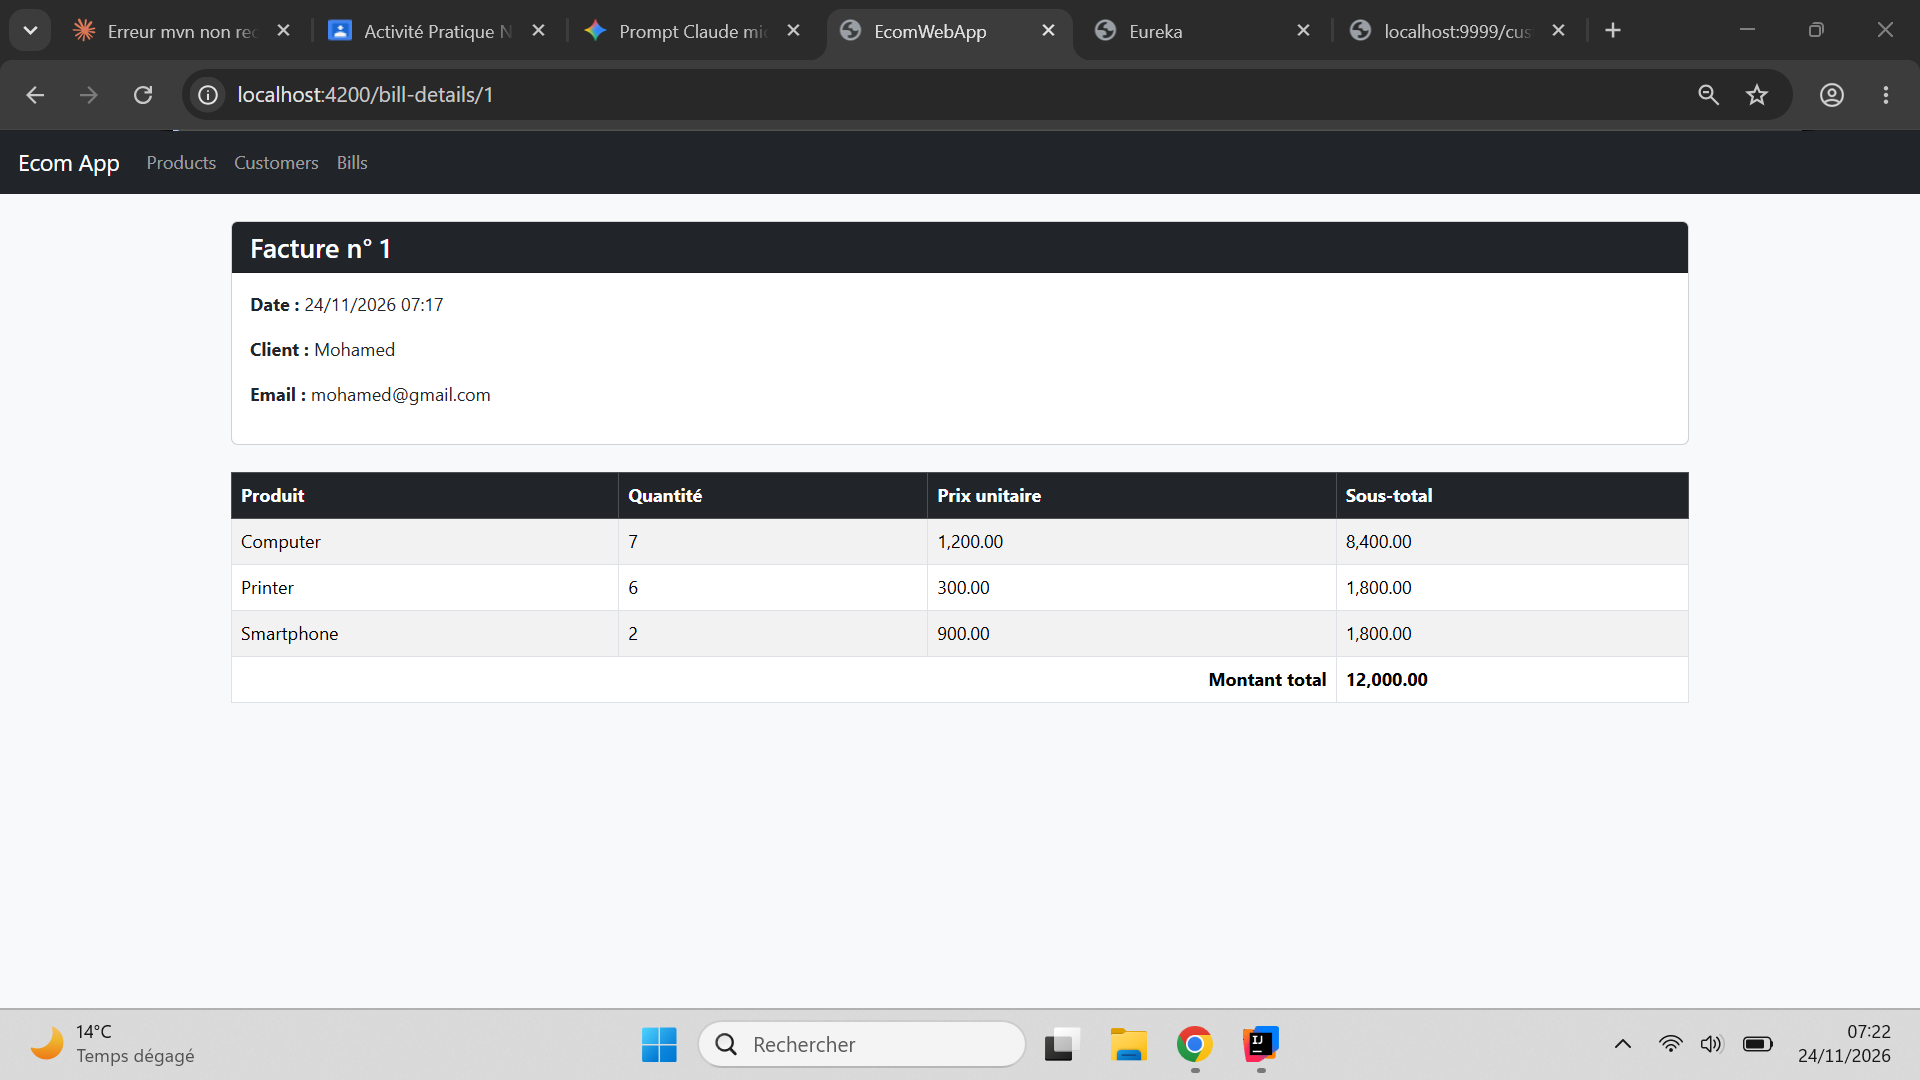 Erreur mvn non rec
Activité Pratique N
Prompt Claude mi
EcomWebApp
Eureka
localhost:9999/cus
localhost:4200/bill-details/1
Ecom App Products Customers Bills
Facture n° 1
Date : 24/11/2026 07:17
Client : Mohamed
Email : mohamed@gmail.com
Produit Quantité Prix unitaire Sous-total
Computer 7 1,200.00 8,400.00
Printer 6 300.00 1,800.00
Smartphone 2 900.00 1,800.00
Montant total 12,000.00
14°C
Temps dégagé
Rechercher
IJ
07:22
24/11/2026